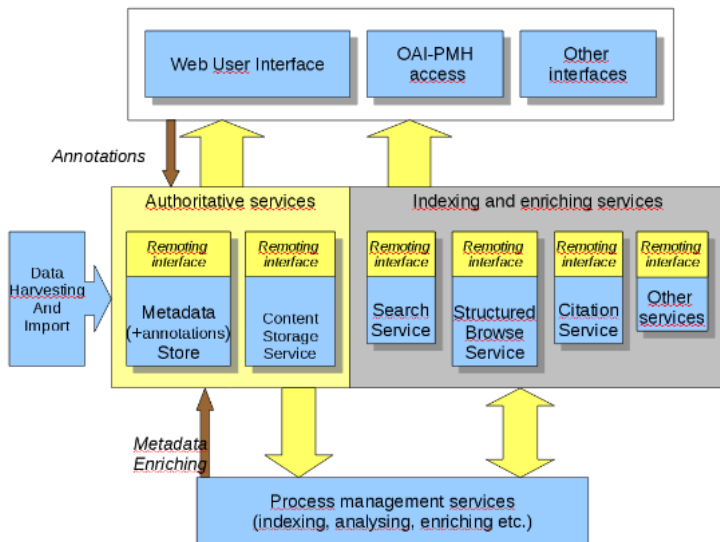 Web User Interface
OAI-PMH
access
Other
interfaces
Annotations
Authoritative services
Indexing and enriching services
Data
Harvesting
And
Import
Remoting
interface
Metadata
(+annotations)
Store
Remoting
interface
Content
Storage
Service
Remoting
interface
Search
Service
Remoting
interface
Structured
Browse
Service
Remoting
interface
Citation
Service
Remoting
interface
Other
services
Metadata
Enriching
Process management services
(indexing, analysing, enriching etc.)